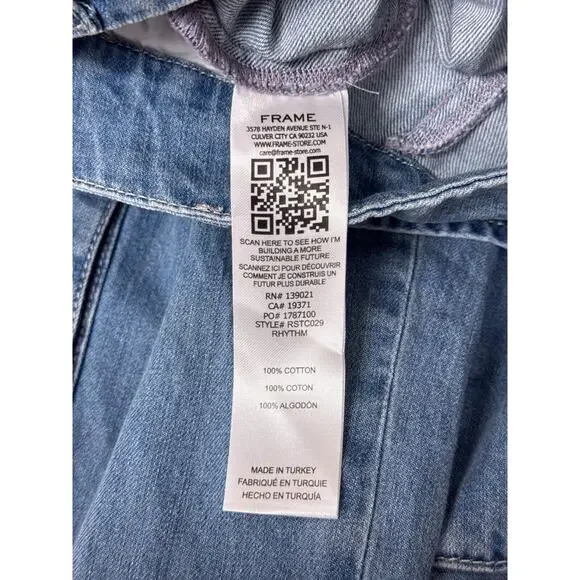 FRAME
3578 HAYDEN AVENUE STE N-1
CULVER CITY CA 90232 USA
WWW.FRAME-STORE.COM
care@frame-store.com
SCAN HERE TO SEE HOW I'M
BUILDING A MORE
SUSTAINABLE FUTURE
SCANNEZ ICI POUR DÉCOUVRIR
COMMENT JE CONSTRUIS UN
FUTUR PLUS DURABLE
RN# 139021
CA# 19371
PO# 1787100
STYLE# RSTC029
RHYTHM
100% COTTON
100% COTON
100% ALGODÓN
MADE IN TURKEY
FABRIQUÉ EN TURQUIE
HECHO EN TURQUÍA